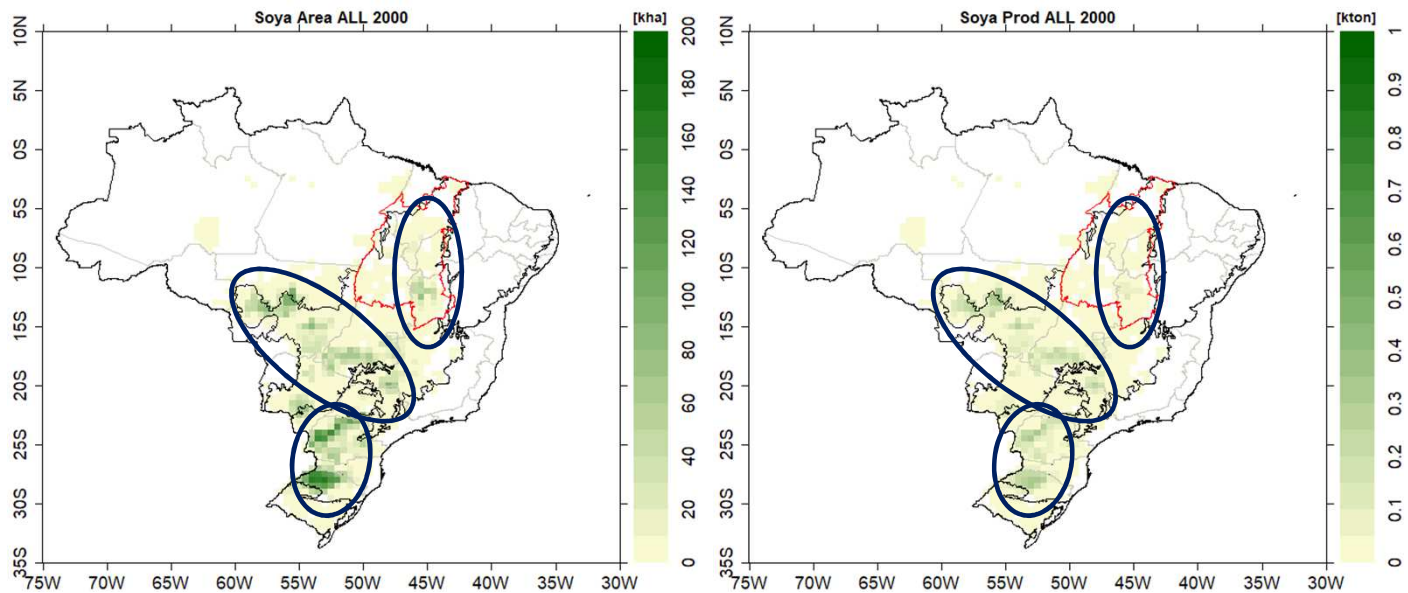 Soya Area ALL 2000
[kha]
10N
5N
0S
5S
10S
15S
20S
25S
30S
35S
75W 70W 65W 60W 55W 50W 45W 40W 35W 30W
200
180
160
140
120
100
80
60
40
20
0
Soya Prod ALL 2000
[kton]
10N
5N
0S
5S
10S
15S
20S
25S
30S
35S
75W 70W 65W 60W 55W 50W 45W 40W 35W 30W
1
0.9
0.8
0.7
0.6
0.5
0.4
0.3
0.2
0.1
0